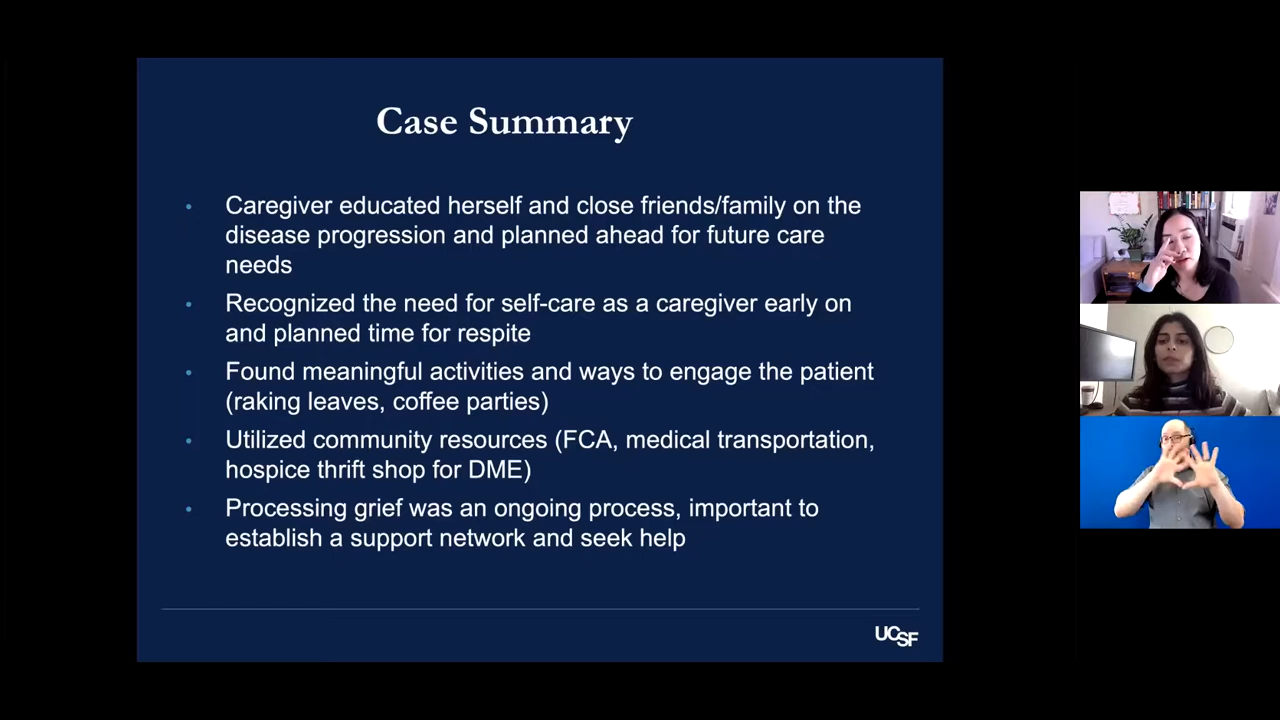 Case Summary
• Caregiver educated herself and close friends/family on the
disease progression and planned ahead for future care
needs
• Recognized the need for self-care as a caregiver early on
and planned time for respite
• Found meaningful activities and ways to engage the patient
(raking leaves, coffee parties)
• Utilized community resources (FCA, medical transportation,
hospice thrift shop for DME)
• Processing grief was an ongoing process, important to
establish a support network and seek help
UCSF